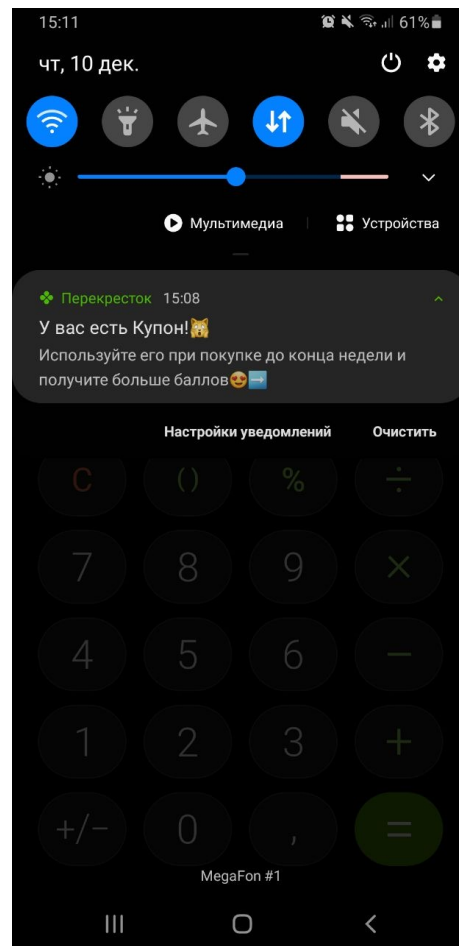 15:11 61%
чт, 10 дек.
Мультимедиа | Устройства
Перекресток 15:08
У вас есть Купон!🙀
Используйте его при покупке до конца недели и
получите больше баллов😍➡️
Настройки уведомлений Очистить
C () % ÷
7 8 9 ×
4 5 6 −
1 2 3 +
+/− 0 , =
MegaFon #1